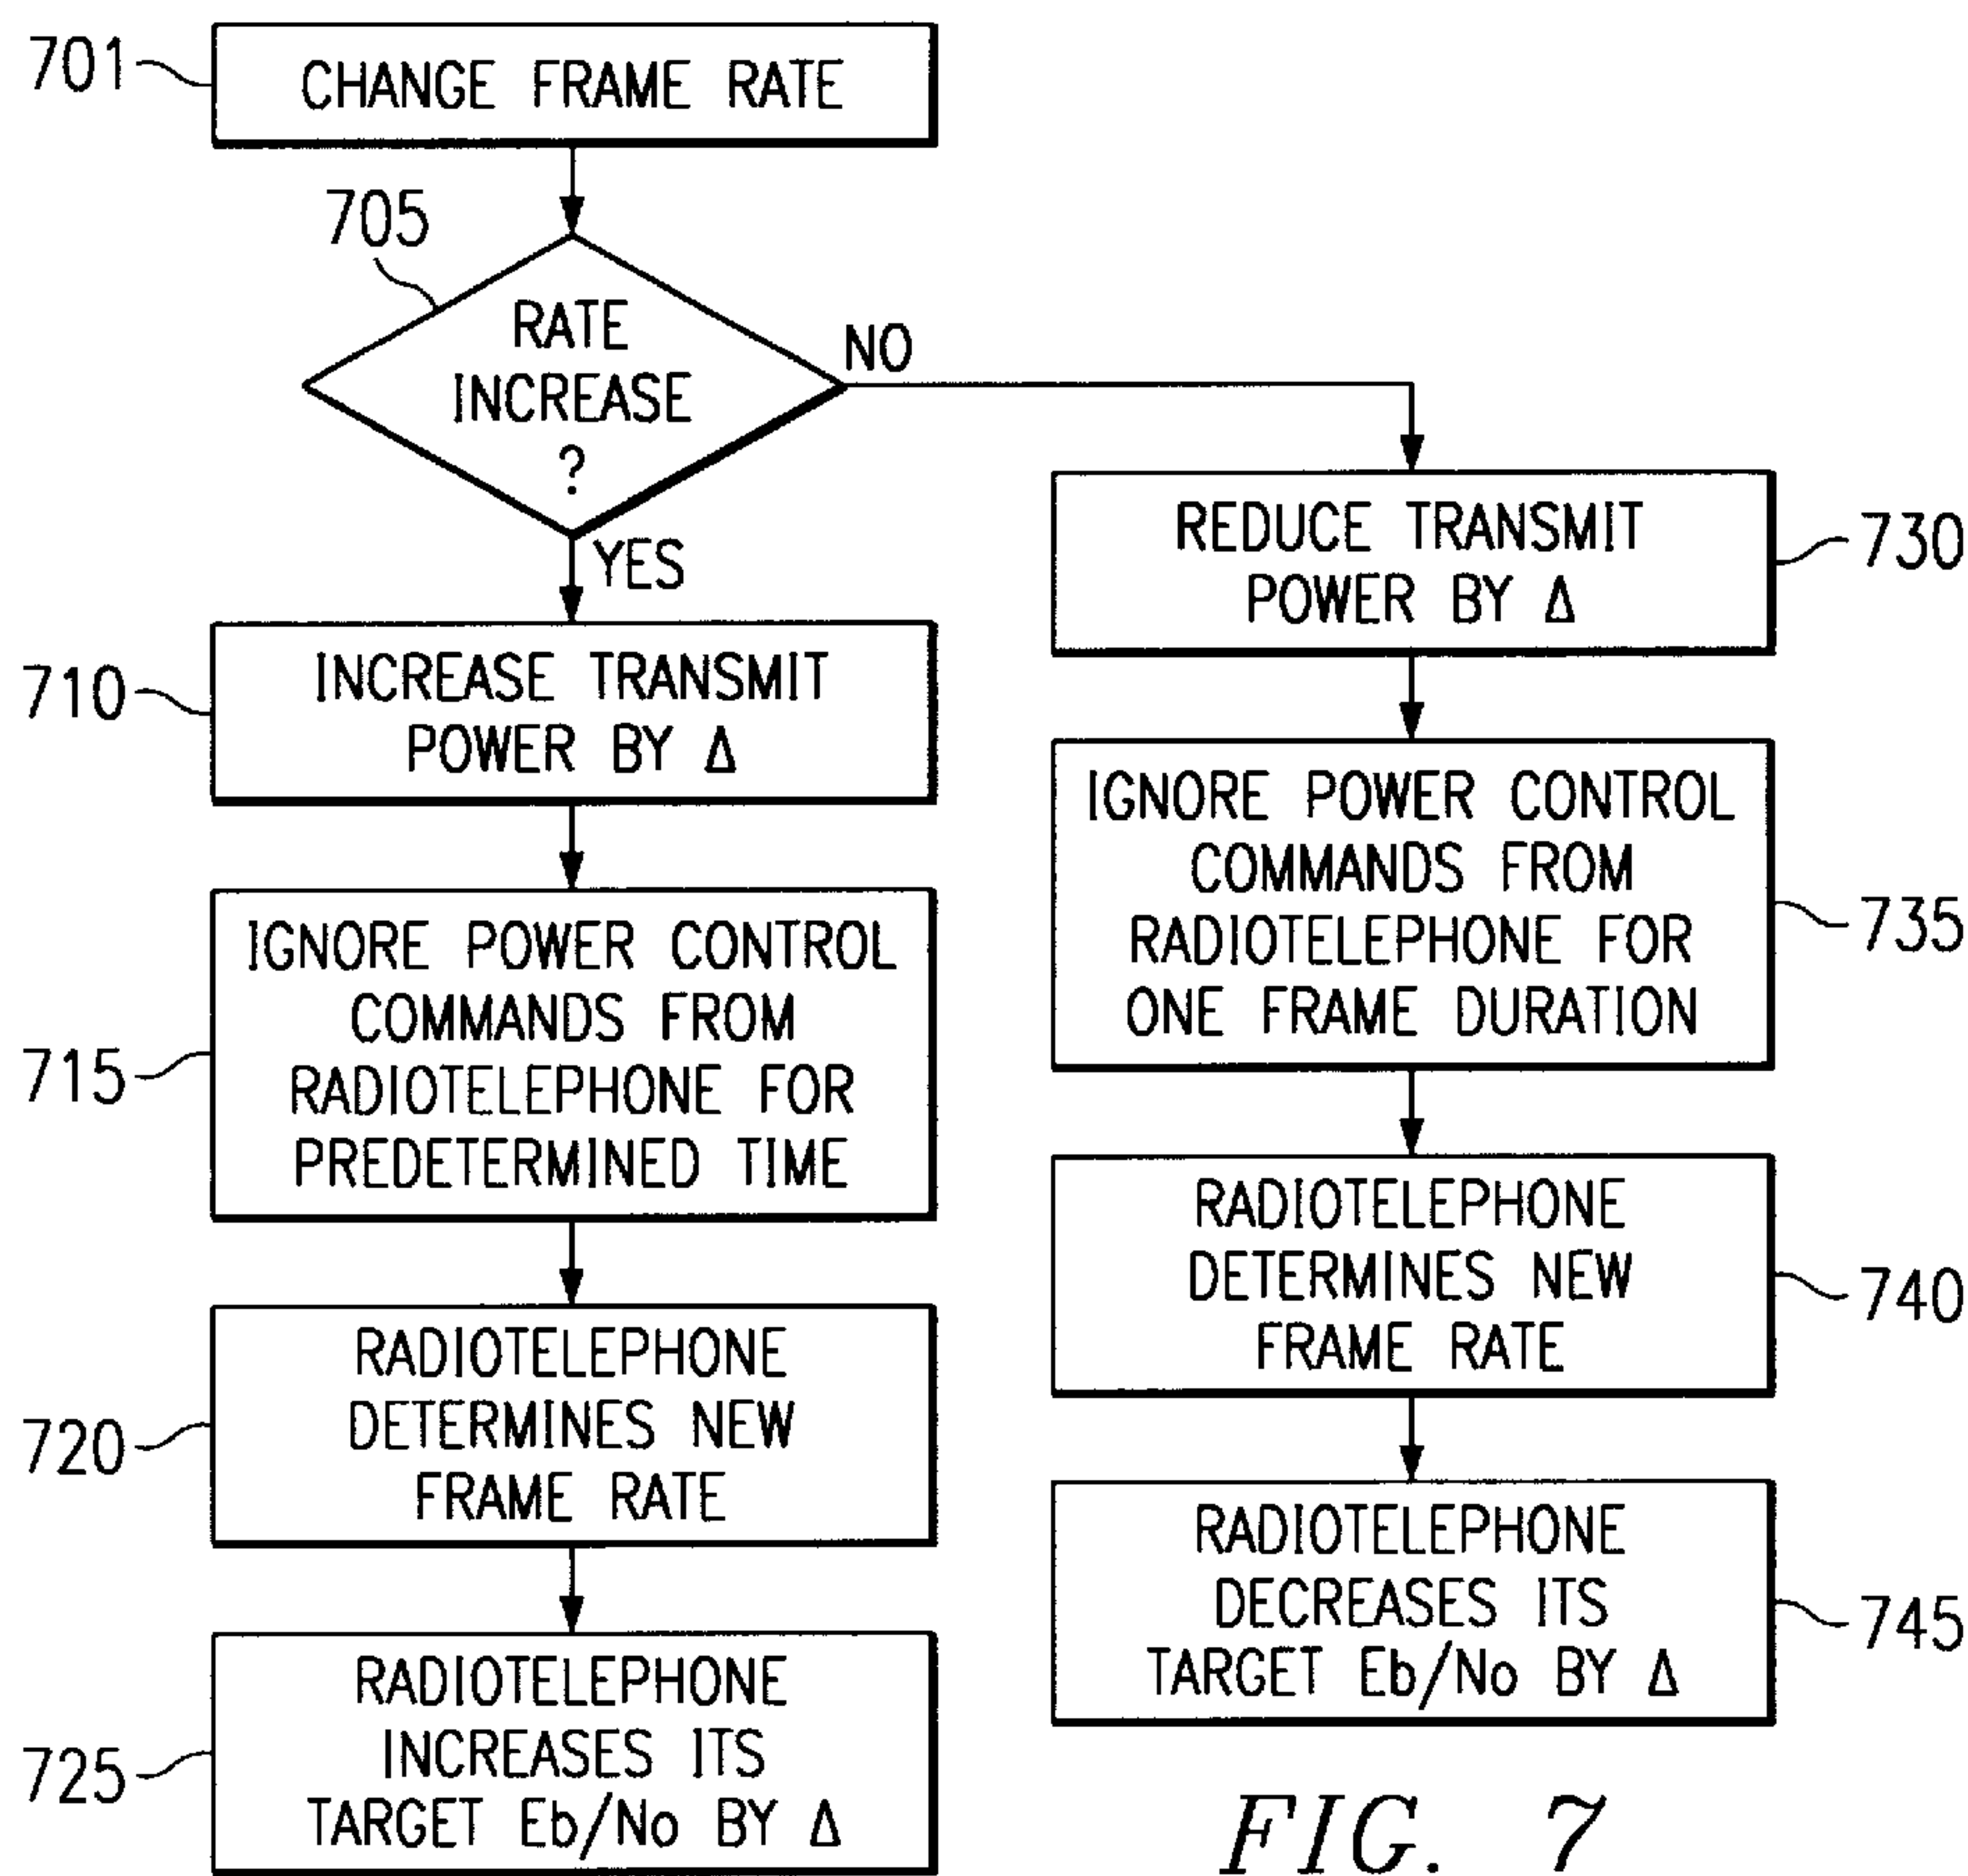 701
CHANGE FRAME RATE
705
RATE
INCREASE
?
NO
YES
710
INCREASE TRANSMIT
POWER BY Δ
715
IGNORE POWER CONTROL
COMMANDS FROM
RADIOTELEPHONE FOR
PREDETERMINED TIME
720
RADIOTELEPHONE
DETERMINES NEW
FRAME RATE
725
RADIOTELEPHONE
INCREASES ITS
TARGET Eb/No BY Δ
REDUCE TRANSMIT
POWER BY Δ
730
IGNORE POWER CONTROL
COMMANDS FROM
RADIOTELEPHONE FOR
ONE FRAME DURATION
735
RADIOTELEPHONE
DETERMINES NEW
FRAME RATE
740
RADIOTELEPHONE
DECREASES ITS
TARGET Eb/No BY Δ
745
FIG. 7